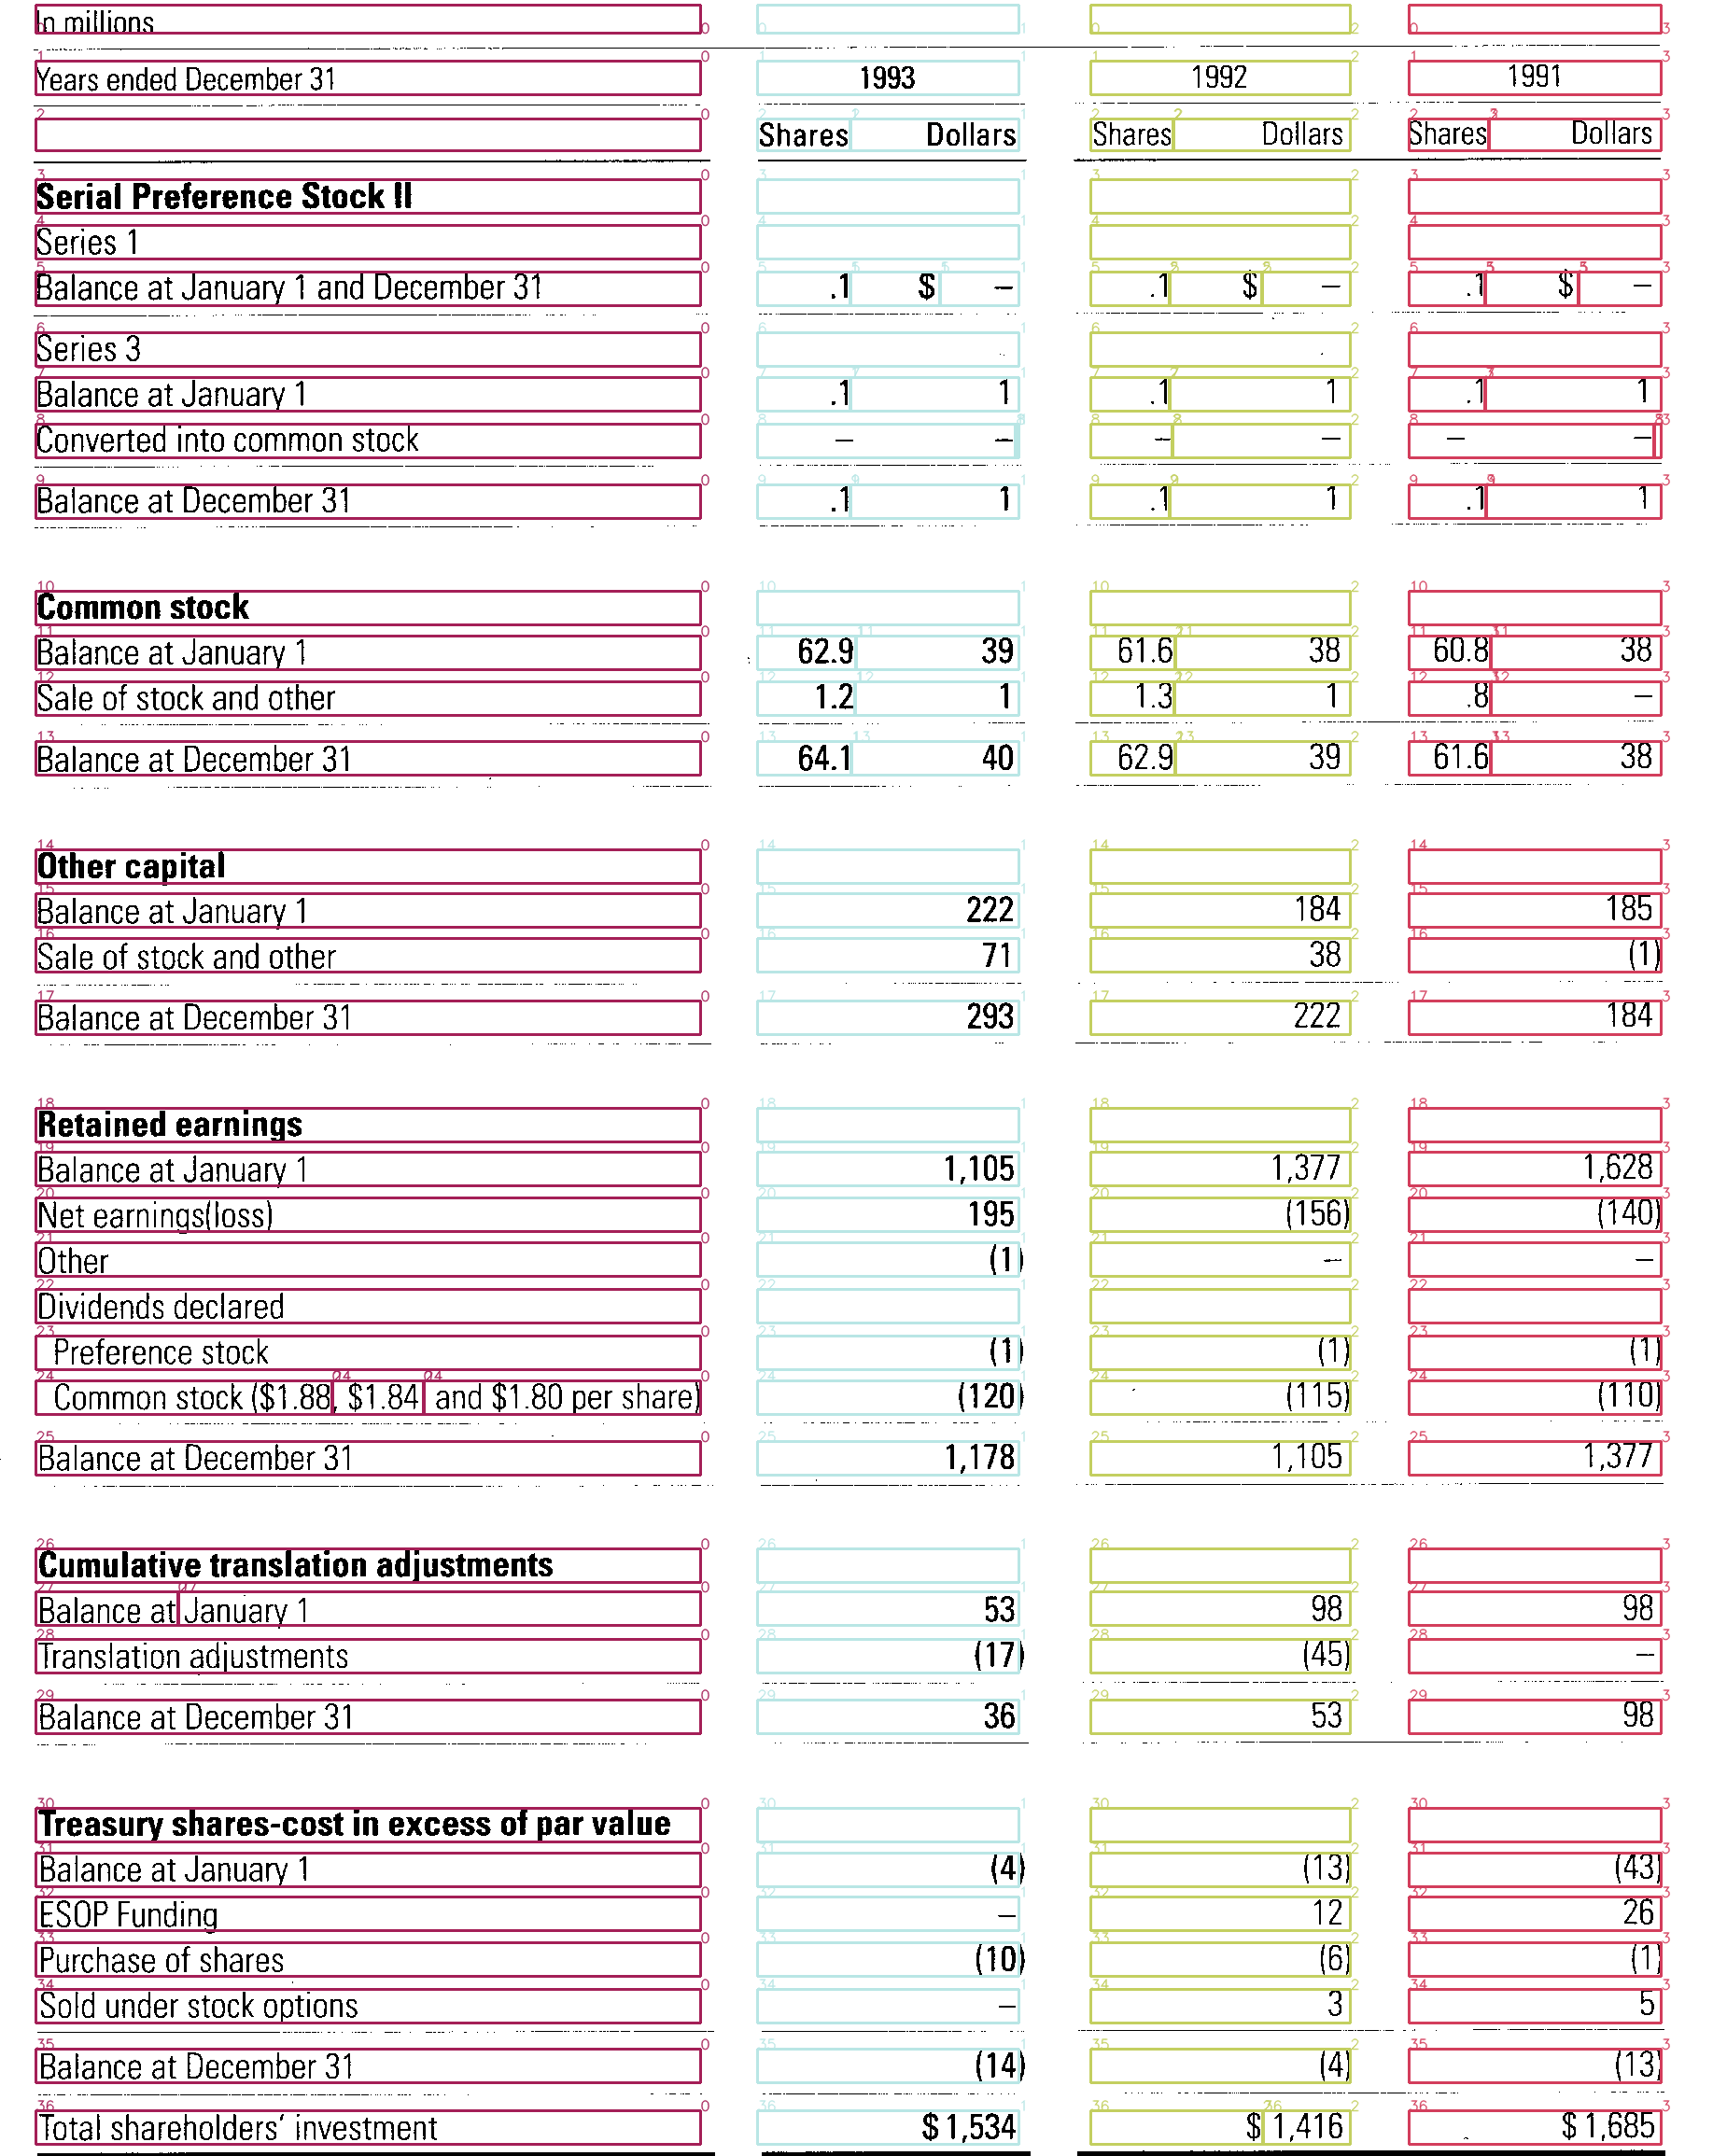 In millions
Years ended December 31 1993 1992 1991
Shares Dollars Shares Dollars Shares Dollars
Serial Preference Stock II
Series 1
Balance at January 1 and December 31 .1 $ – .1 $ – .1 $ –
Series 3
Balance at January 1 .1 1 .1 1 .1 1
Converted into common stock – – – – – –
Balance at December 31 .1 1 .1 1 .1 1
Common stock
Balance at January 1 62.9 39 61.6 38 60.8 38
Sale of stock and other 1.2 1 1.3 1 .8 –
Balance at December 31 64.1 40 62.9 39 61.6 38
Other capital
Balance at January 1 222 184 185
Sale of stock and other 71 38 (1)
Balance at December 31 293 222 184
Retained earnings
Balance at January 1 1,105 1,377 1,628
Net earnings(loss) 195 (156) (140)
Other (1) – –
Dividends declared
Preference stock (1) (1) (1)
Common stock ($1.88, $1.84 and $1.80 per share) (120) (115) (110)
Balance at December 31 1,178 1,105 1,377
Cumulative translation adjustments
Balance at January 1 53 98 98
Translation adjustments (17) (45) –
Balance at December 31 36 53 98
Treasury shares-cost in excess of par value
Balance at January 1 (4) (13) (43)
ESOP Funding – 12 26
Purchase of shares (10) (6) (1)
Sold under stock options – 3 5
Balance at December 31 (14) (4) (13)
Total shareholders' investment $1,534 $1,416 $1,685